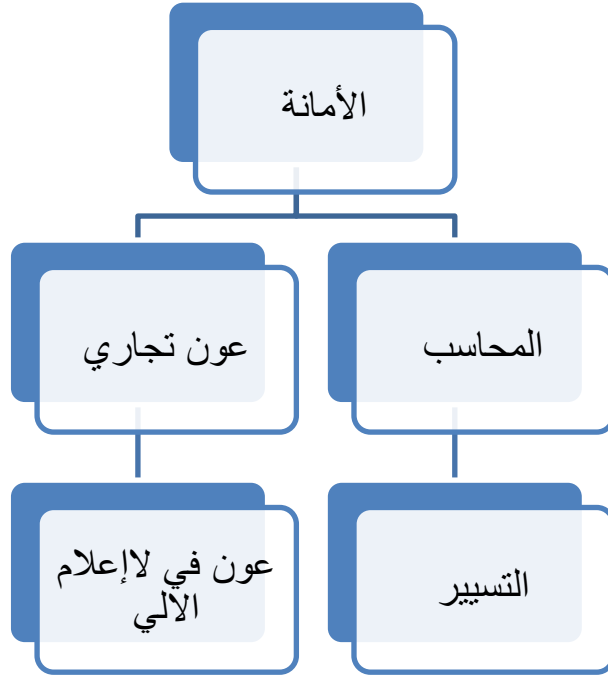 الأمانة
المحاسب
عون تجاري
التسيير
عون في لاإعلام
الالي